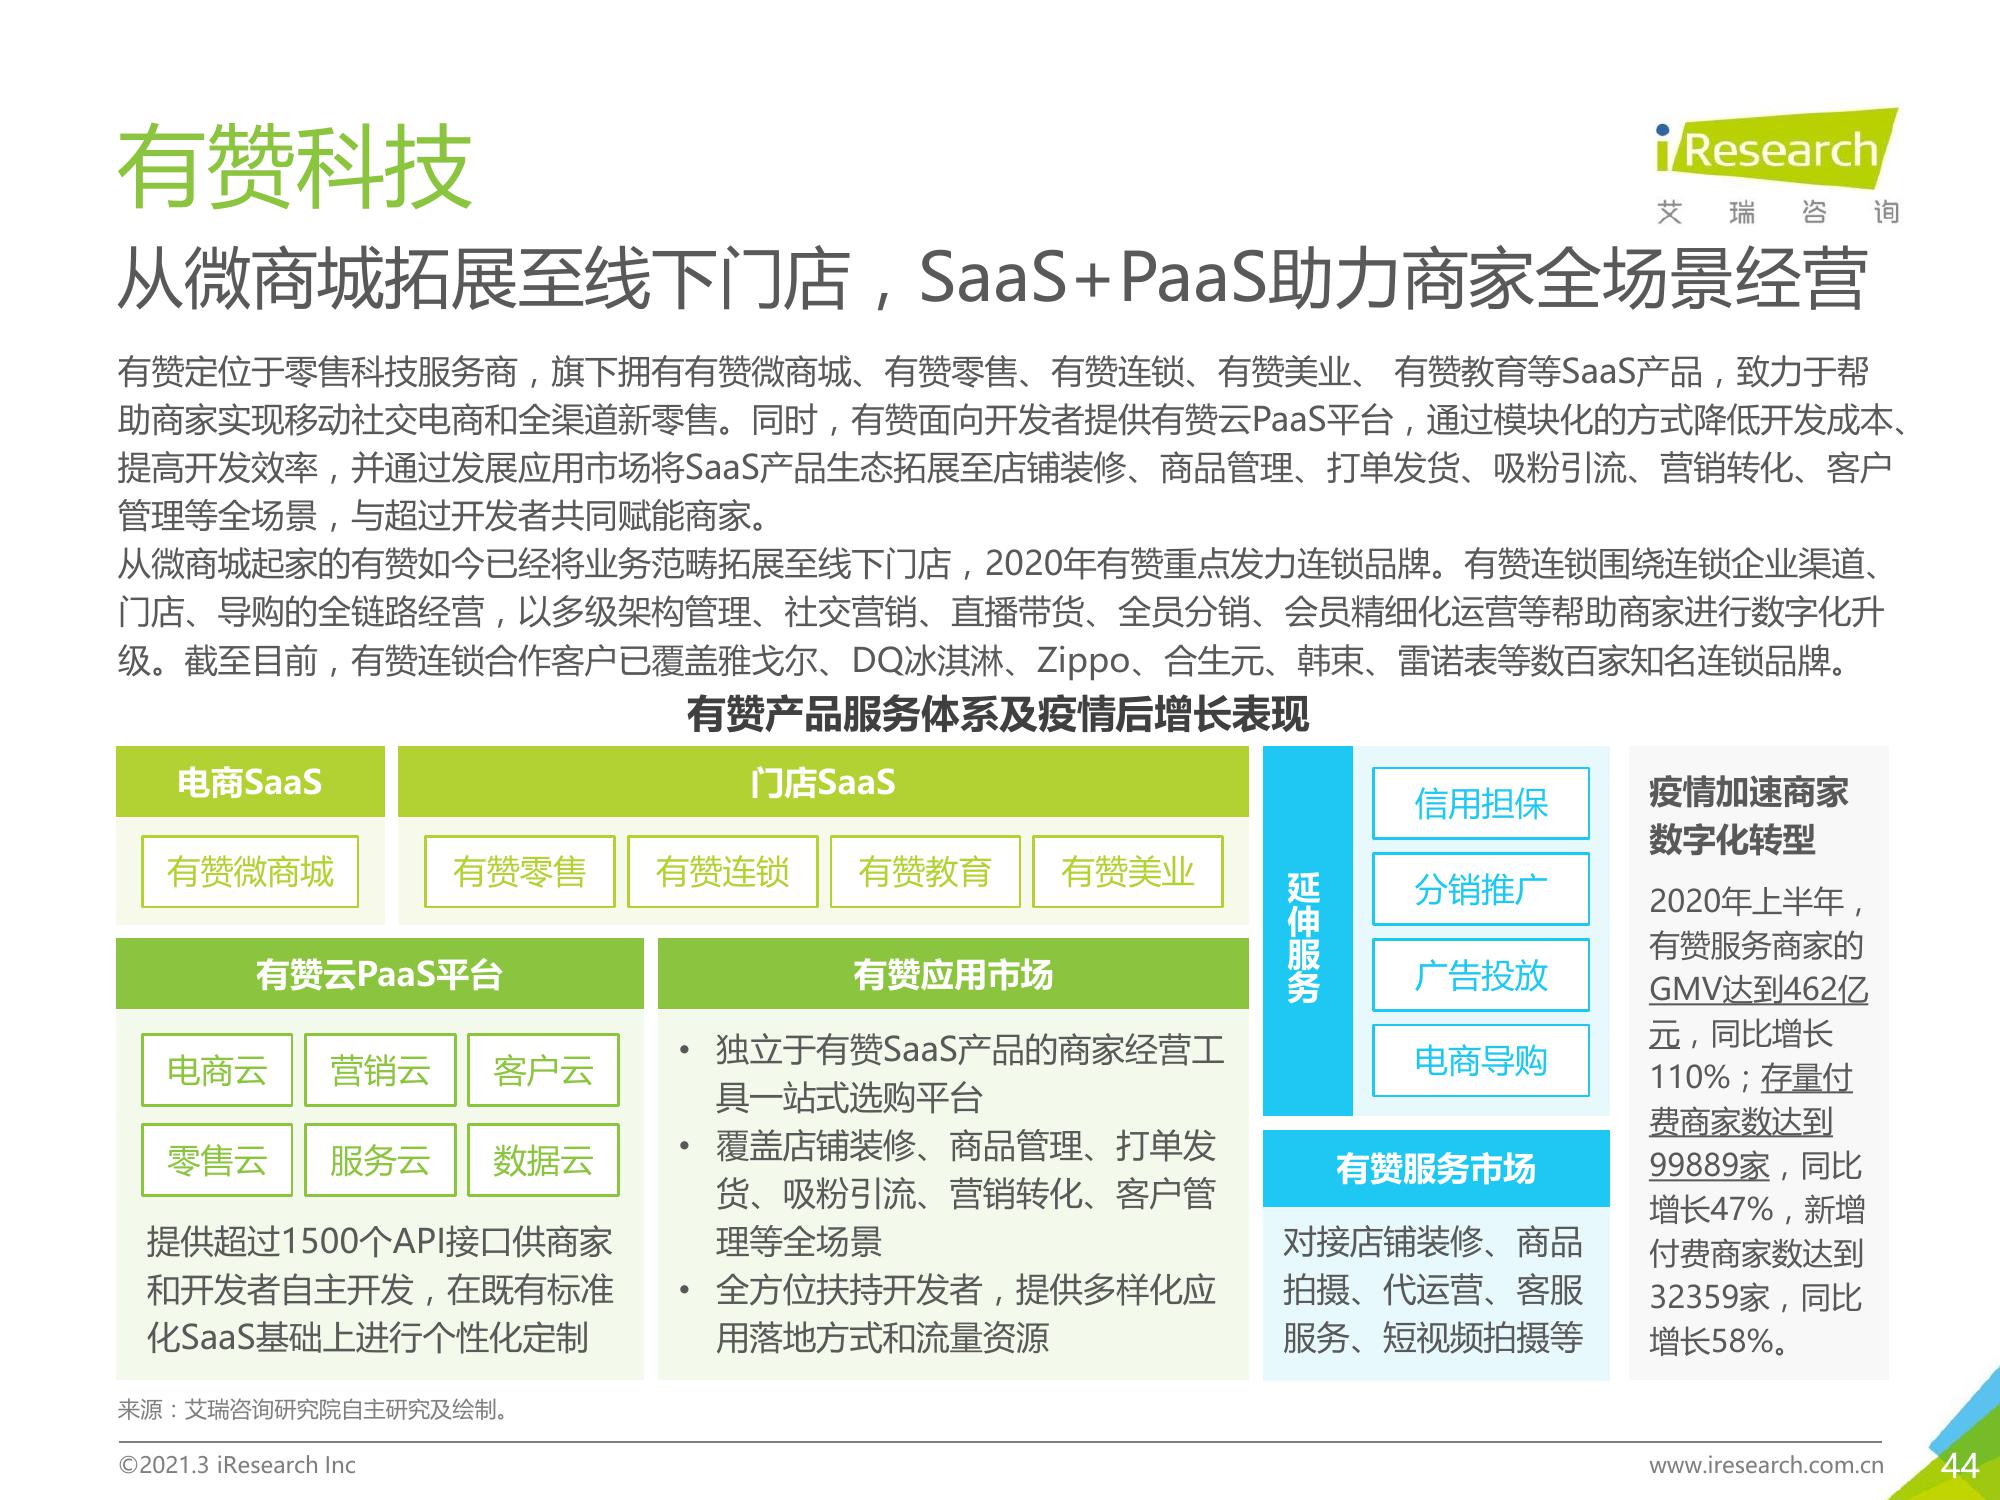 有赞科技
iResearch
艾瑞咨询
从微商城拓展至线下门店，SaaS+PaaS助力商家全场景经营
有赞定位于零售科技服务商，旗下拥有有赞微商城、有赞零售、有赞连锁、有赞美业、 有赞教育等SaaS产品，致力于帮
助商家实现移动社交电商和全渠道新零售。同时，有赞面向开发者提供有赞云PaaS平台，通过模块化的方式降低开发成本、
提高开发效率，并通过发展应用市场将SaaS产品生态拓展至店铺装修、商品管理、打单发货、吸粉引流、营销转化、客户
管理等全场景，与超过开发者共同赋能商家。
从微商城起家的有赞如今已经将业务范畴拓展至线下门店，2020年有赞重点发力连锁品牌。有赞连锁围绕连锁企业渠道、
门店、导购的全链路经营，以多级架构管理、社交营销、直播带货、全员分销、会员精细化运营等帮助商家进行数字化升
级。截至目前，有赞连锁合作客户已覆盖雅戈尔、DQ冰淇淋、Zippo、合生元、韩束、雷诺表等数百家知名连锁品牌。
有赞产品服务体系及疫情后增长表现
电商SaaS
有赞微商城
门店SaaS
有赞零售
有赞连锁
有赞教育
有赞美业
有赞云PaaS平台
电商云
营销云
客户云
零售云
服务云
数据云
提供超过1500个API接口供商家
和开发者自主开发，在既有标准
化SaaS基础上进行个性化定制
有赞应用市场
• 独立于有赞SaaS产品的商家经营工
具一站式选购平台
• 覆盖店铺装修、商品管理、打单发
货、吸粉引流、营销转化、客户管
理等全场景
• 全方位扶持开发者，提供多样化应
用落地方式和流量资源
延伸服务
信用担保
分销推广
广告投放
电商导购
有赞服务市场
对接店铺装修、商品
拍摄、代运营、客服
服务、短视频拍摄等
疫情加速商家
数字化转型
2020年上半年，
有赞服务商家的
GMV达到462亿
元，同比增长
110%；存量付
费商家数达到
99889家，同比
增长47%，新增
付费商家数达到
32359家，同比
增长58%。
来源：艾瑞咨询研究院自主研究及绘制。
©2021.3 iResearch Inc
www.iresearch.com.cn
44